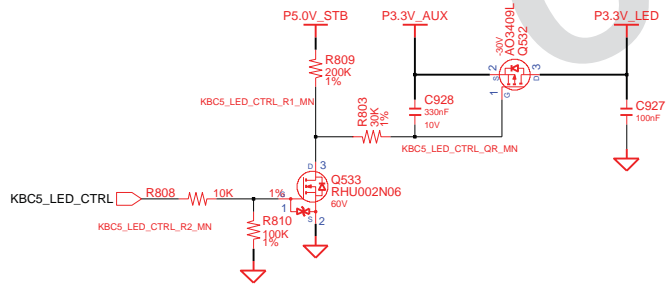 P5.0V_STB
P3.3V_AUX
P3.3V_LED
-30V
AO3409L
Q532
R809
200K
1%
2
3
S
D
1
G
KBC5_LED_CTRL_R1_MN
R803
30K
1%
C928
330nF
10V
C927
100nF
KBC5_LED_CTRL_QR_MN
D
3
Q533
RHU002N06
60V
KBC5_LED_CTRL
R808
10K
1%
G
1
S
2
KBC5_LED_CTRL_R2_MN
R810
100K
1%